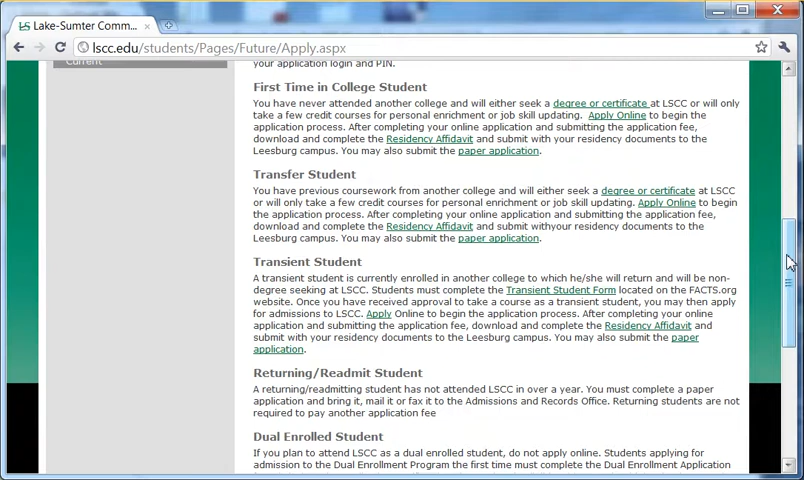 Lake-Sumter Comm...
lscc.edu/students/Pages/Future/Apply.aspx
Current
your application login and PIN.
First Time in College Student
You have never attended another college and will either seek a degree or certificate at LSCC or will only
take a few credit courses for personal enrichment or job skill updating. Apply Online to begin the
application process. After completing your online application and submitting the application fee,
download and complete the Residency Affidavit and submit with your residency documents to the
Leesburg campus. You may also submit the paper application.
Transfer Student
You have previous coursework from another college and will either seek a degree or certificate at LSCC
or will only take a few credit courses for personal enrichment or job skill updating. Apply Online to begin
the application process. After completing your online application and submitting the application fee,
download and complete the Residency Affidavit and submit withyour residency documents to the
Leesburg campus. You may also submit the paper application.
Transient Student
A transient student is currently enrolled in another college to which he/she will return and will be non-
degree seeking at LSCC. Students must complete the Transient Student Form located on the FACTS.org
website. Once you have received approval to take a course as a transient student, you may then apply
for admissions to LSCC. Apply Online to begin the application process. After completing your online
application and submitting the application fee, download and complete the Residency Affidavit and
submit with your residency documents to the Leesburg campus. You may also submit the paper
application.
Returning/Readmit Student
A returning/readmitting student has not attended LSCC in over a year. You must complete a paper
application and bring it, mail it or fax it to the Admissions and Records Office. Returning students are not
required to pay another application fee
Dual Enrolled Student
If you plan to attend LSCC as a dual enrolled student, do not apply online. Students applying for
admission to the Dual Enrollment Program the first time must complete the Dual Enrollment Application